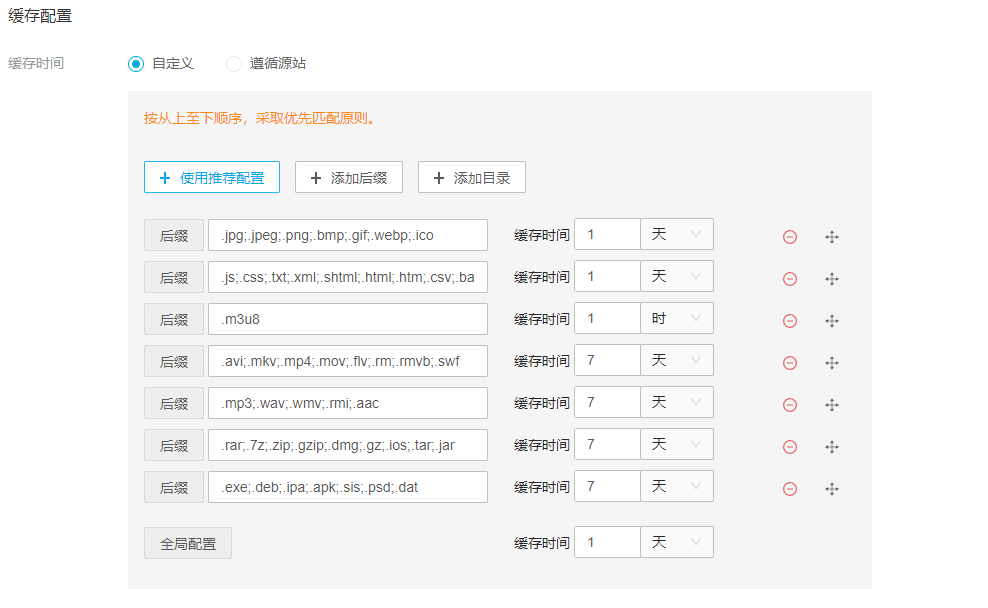 缓存配置
缓存时间 自定义 遵循源站
按从上至下顺序，采取优先匹配原则。
+ 使用推荐配置 + 添加后缀 + 添加目录
后缀 .jpg;.jpeg;.png;.bmp;.gif;.webp;.ico 缓存时间 1 天
后缀 .js;.css;.txt;.xml;.shtml;.html;.htm;.csv;.ba 缓存时间 1 天
后缀 .m3u8 缓存时间 1 时
后缀 .avi;.mkv;.mp4;.mov;.flv;.rm;.rmvb;.swf 缓存时间 7 天
后缀 .mp3;.wav;.wmv;.rmi;.aac 缓存时间 7 天
后缀 .rar;.7z;.zip;.gzip;.dmg;.gz;.ios;.tar;.jar 缓存时间 7 天
后缀 .exe;.deb;.ipa;.apk;.sis;.psd;.dat 缓存时间 7 天
全局配置 缓存时间 1 天